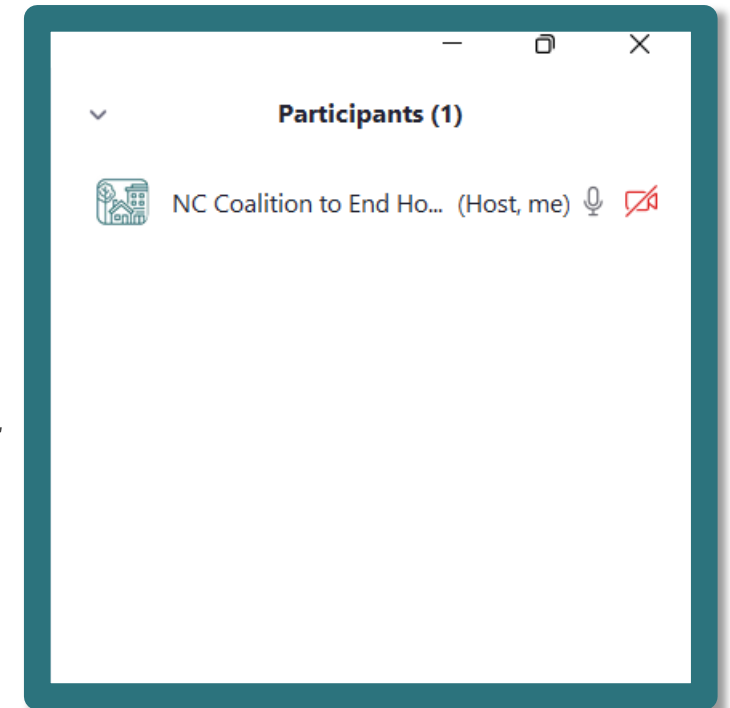 Participants (1)
NC Coalition to End Ho... (Host, me)